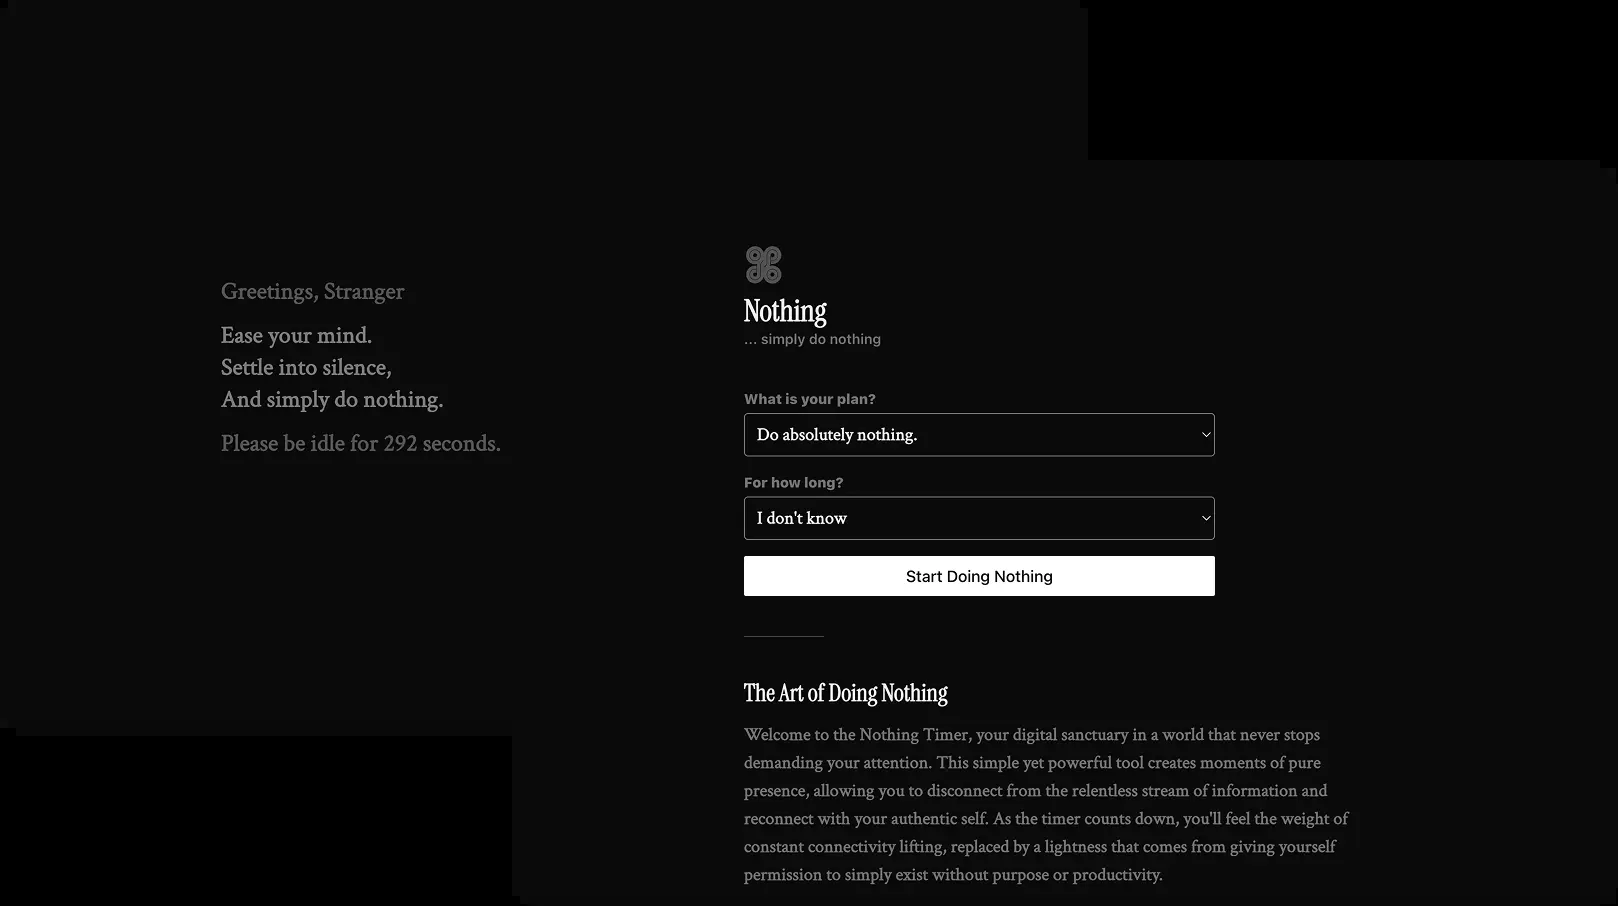 Greetings, Stranger
Ease your mind.
Settle into silence,
And simply do nothing.
Please be idle for 292 seconds.
Nothing
... simply do nothing
What is your plan?
Do absolutely nothing.
For how long?
I don't know
Start Doing Nothing
The Art of Doing Nothing
Welcome to the Nothing Timer, your digital sanctuary in a world that never stops
demanding your attention. This simple yet powerful tool creates moments of pure
presence, allowing you to disconnect from the relentless stream of information and
reconnect with your authentic self. As the timer counts down, you'll feel the weight of
constant connectivity lifting, replaced by a lightness that comes from giving yourself
permission to simply exist without purpose or productivity.